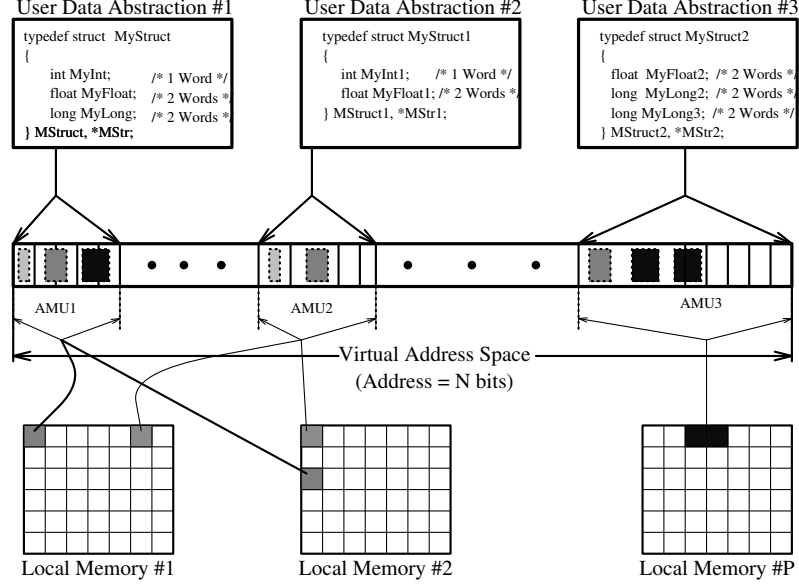 User Data Abstraction #1
typedef struct MyStruct
{
int MyInt; /* 1 Word */
float MyFloat; /* 2 Words */
long MyLong; /* 2 Words */
} MStruct, *MStr;
User Data Abstraction #2
typedef struct MyStruct1
{
int MyInt1; /* 1 Word */
float MyFloat1; /* 2 Words */
} MStruct1, *MStr1;
User Data Abstraction #3
typedef struct MyStruct2
{
float MyFloat2; /* 2 Words */
long MyLong2; /* 2 Words */
long MyLong3; /* 2 Words */
} MStruct2, *MStr2;
AMU1
AMU2
AMU3
Virtual Address Space
(Address = N bits)
Local Memory #1
Local Memory #2
Local Memory #P